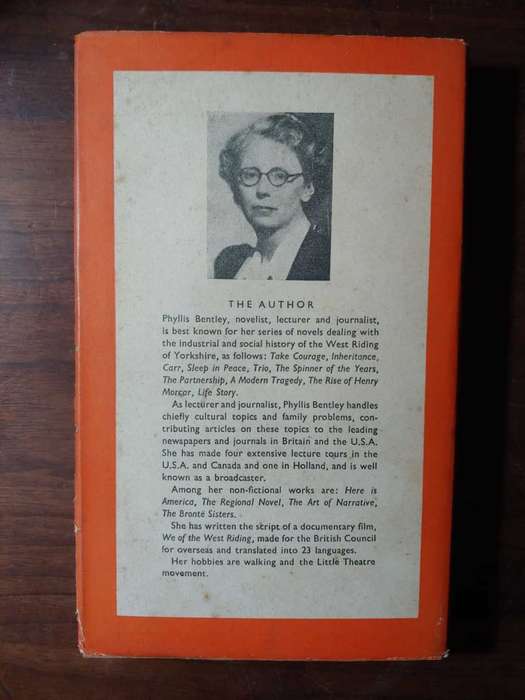 THE AUTHOR
Phyllis Bentley, novelist, lecturer and journalist,
is best known for her series of novels dealing with
the industrial and social history of the West Riding
of Yorkshire, as follows: Take Courage, Inheritance,
Carr, Sleep in Peace, Trio, The Spinner of the Years,
The Partnership, A Modern Tragedy, The Rise of Henry
Morcar, Life Story.
As lecturer and journalist, Phyllis Bentley handles
chiefly cultural topics and family problems, con-
tributing articles on these topics to the leading
newspapers and journals in Britain and the U.S.A.
She has made four extensive lecture tours in the
U.S.A. and Canada and one in Holland, and is well
known as a broadcaster.
Among her non-fictional works are: Here is
America, The Regional Novel, The Art of Narrative,
The Brontë Sisters.
She has written the script of a documentary film,
We of the West Riding, made for the British Council
for overseas and translated into 23 languages.
Her hobbies are walking and the Little Theatre
movement.